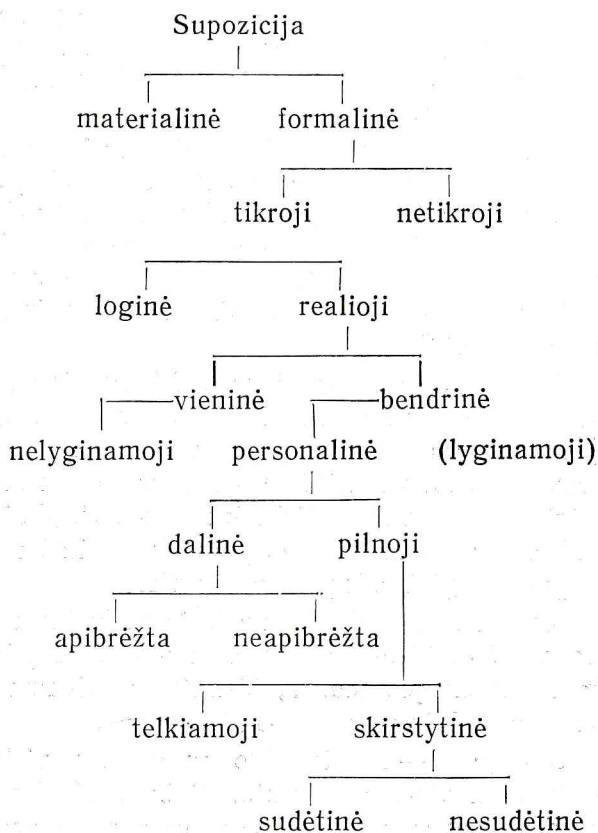 Supozicija
materialinė formalinė
tikroji netikroji
loginė realioji
vieninė bendrinė
nelyginamoji personalinė (lyginamoji)
dalinė pilnoji
apibrėžta neapibrėžta
telkiamoji skirstytinė
sudėtinė nesudėtinė